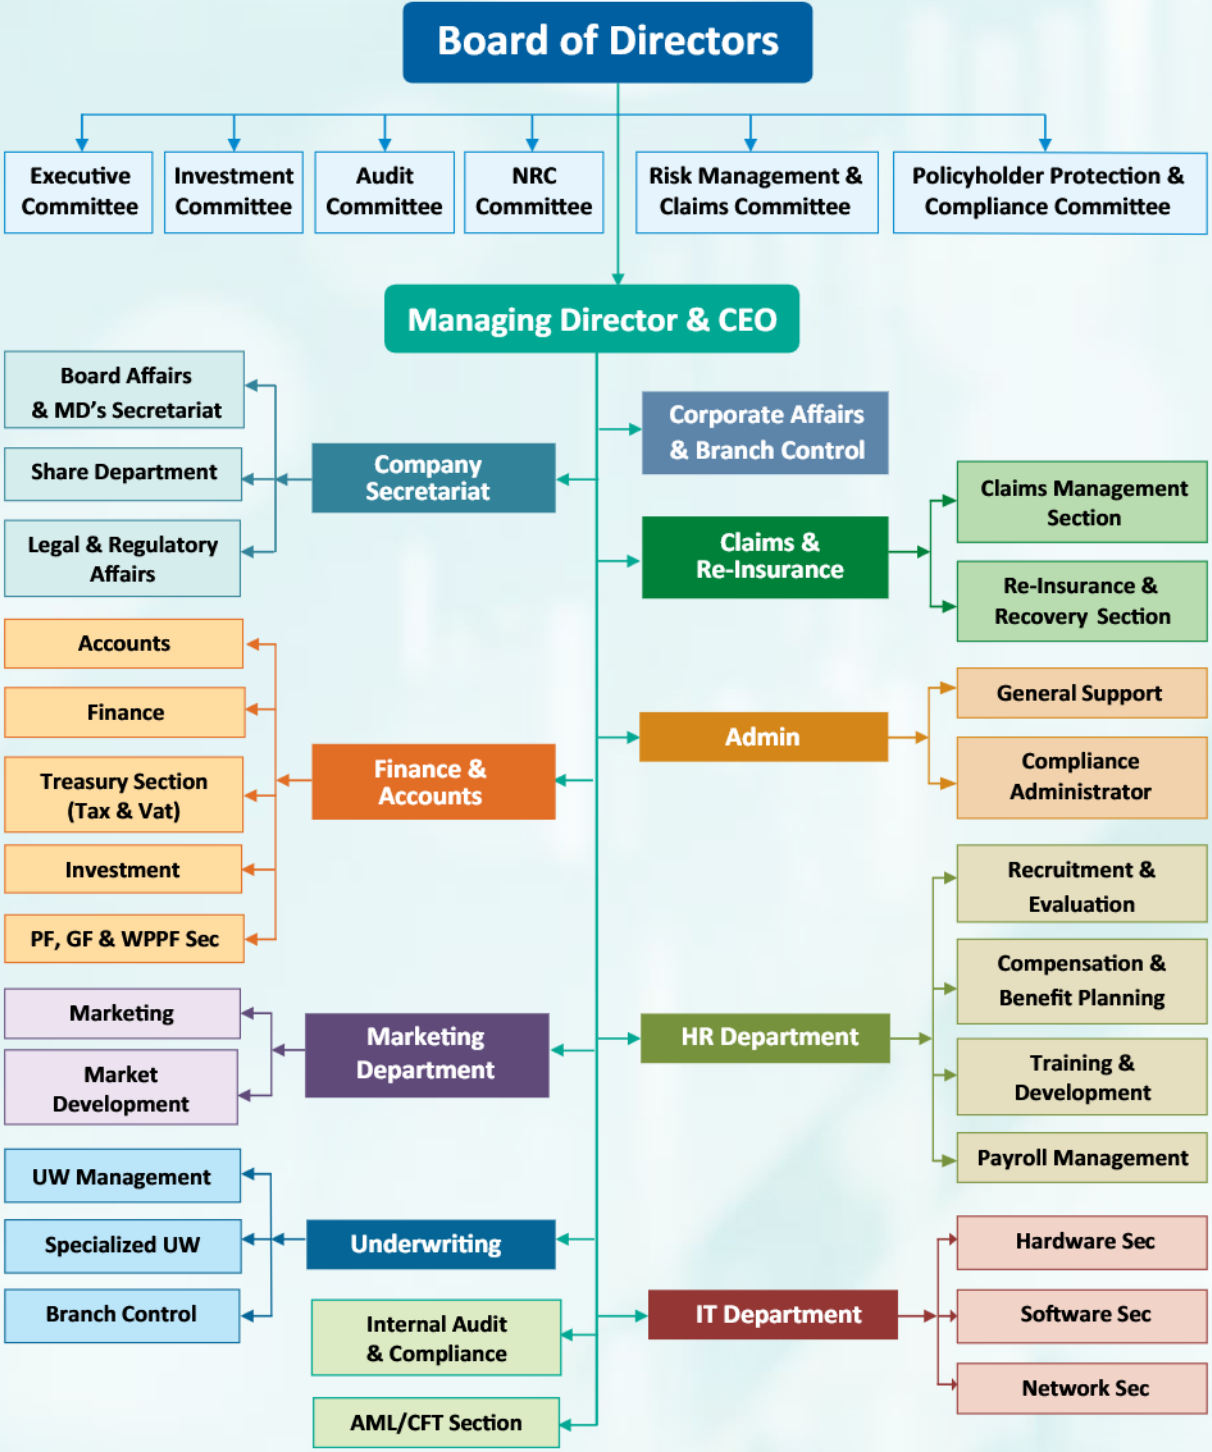 Board of Directors
Executive
Committee
Investment
Committee
Audit
Committee
NRC
Committee
Risk Management &
Claims Committee
Policyholder Protection &
Compliance Committee
Managing Director & CEO
Board Affairs
& MD's Secretariat
Share Department
Legal & Regulatory
Affairs
Company
Secretariat
Corporate Affairs
& Branch Control
Claims &
Re-Insurance
Claims Management
Section
Re-Insurance &
Recovery Section
Accounts
Finance
Treasury Section
(Tax & Vat)
Investment
PF, GF & WPPF Sec
Finance &
Accounts
Admin
General Support
Compliance
Administrator
Marketing
Market
Development
Marketing
Department
HR Department
Recruitment &
Evaluation
Compensation &
Benefit Planning
Training &
Development
Payroll Management
UW Management
Specialized UW
Branch Control
Underwriting
Internal Audit
& Compliance
AML/CFT Section
IT Department
Hardware Sec
Software Sec
Network Sec